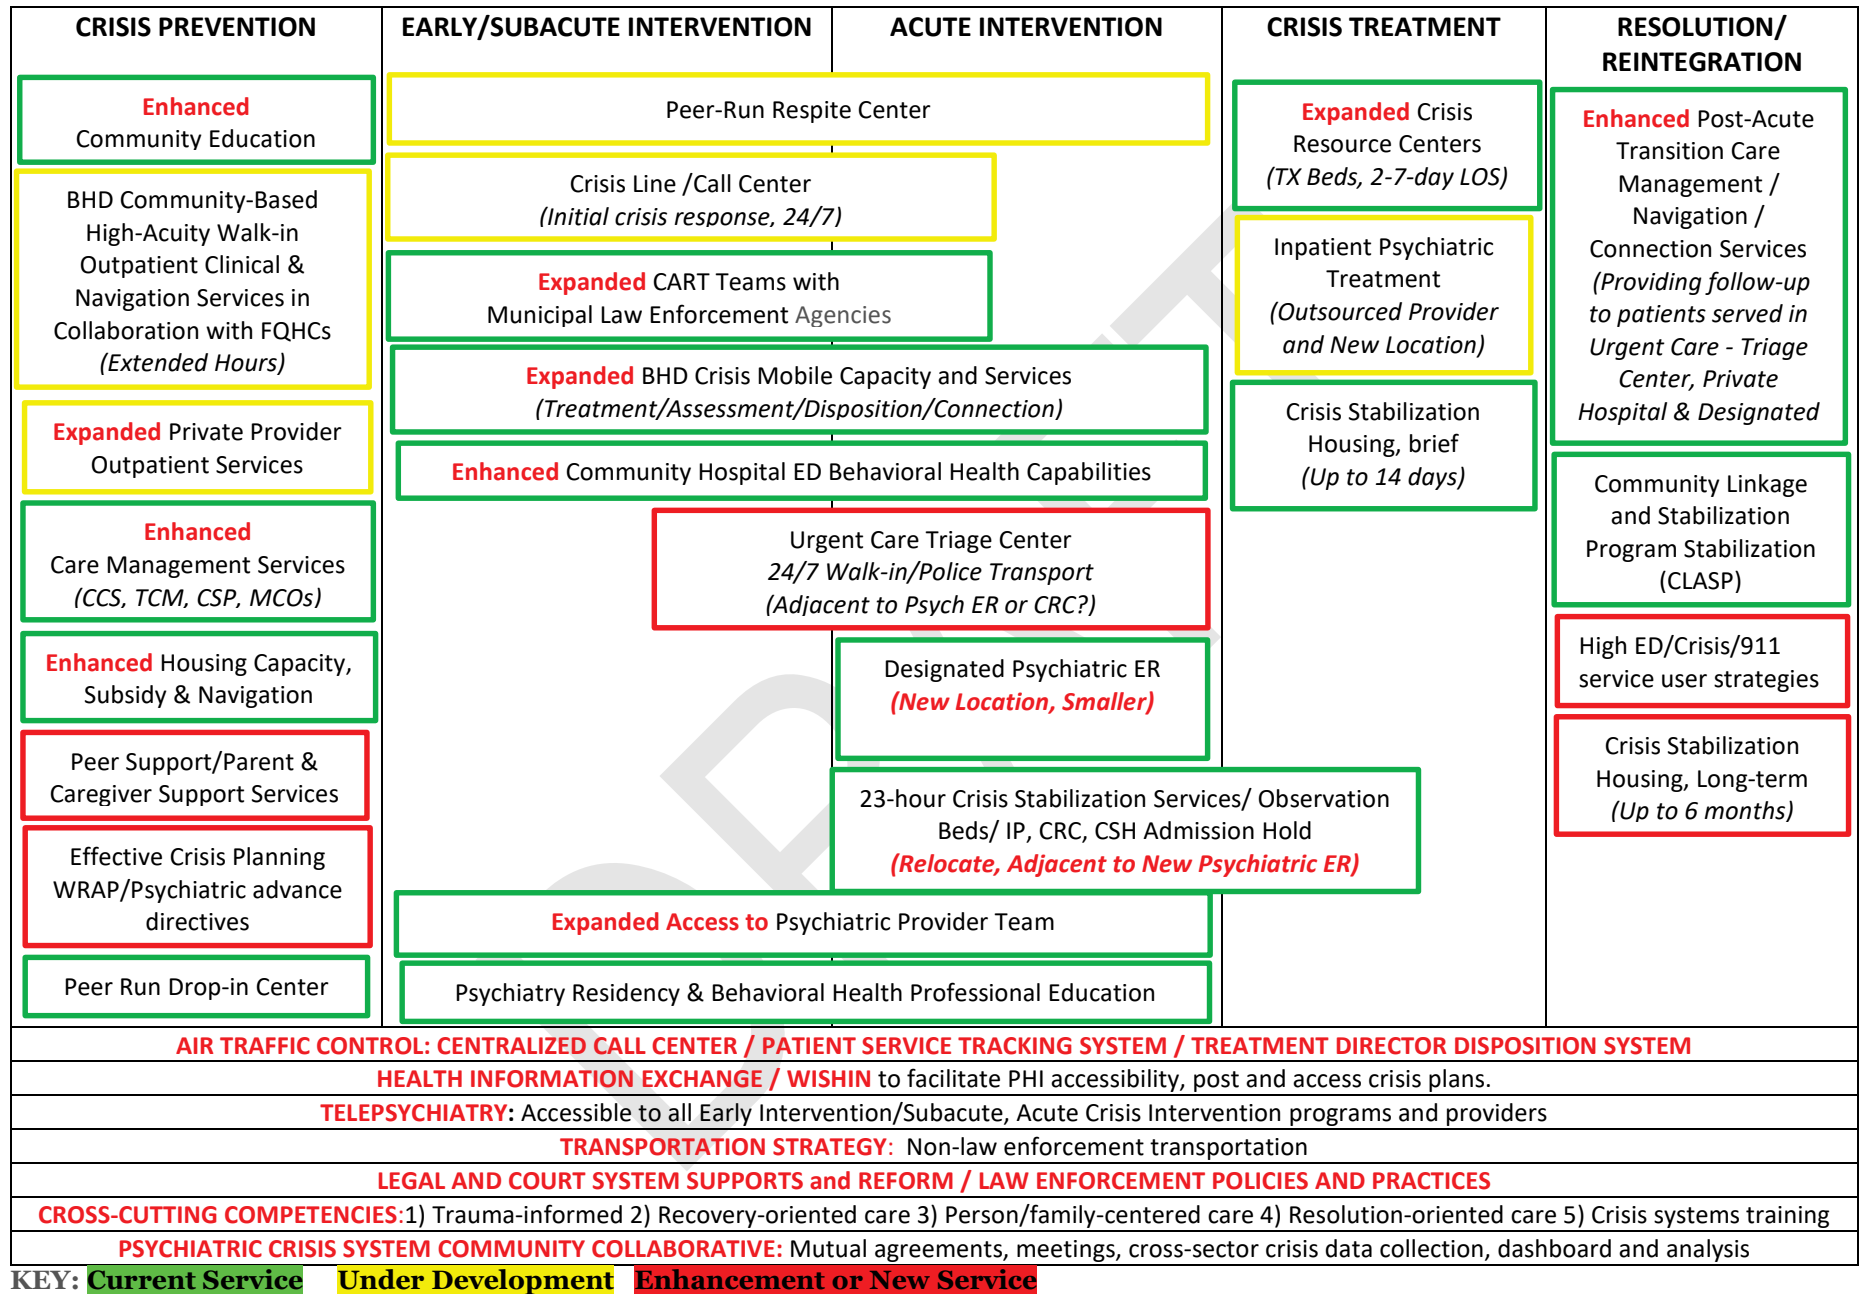 CRISIS PREVENTION
Enhanced
Community Education
BHD Community-Based
High-Acuity Walk-in
Outpatient Clinical &
Navigation Services in
Collaboration with FQHCs
(Extended Hours)
Expanded Private Provider
Outpatient Services
Enhanced
Care Management Services
(CCS, TCM, CSP, MCOs)
Enhanced Housing Capacity,
Subsidy & Navigation
Peer Support/Parent &
Caregiver Support Services
Effective Crisis Planning
WRAP/Psychiatric advance
directives
Peer Run Drop-in Center
EARLY/SUBACUTE INTERVENTION
ACUTE INTERVENTION
Peer-Run Respite Center
Crisis Line /Call Center
(Initial crisis response, 24/7)
Expanded CART Teams with
Municipal Law Enforcement Agencies
Expanded BHD Crisis Mobile Capacity and Services
(Treatment/Assessment/Disposition/Connection)
Enhanced Community Hospital ED Behavioral Health Capabilities
Urgent Care Triage Center
24/7 Walk-in/Police Transport
(Adjacent to Psych ER or CRC?)
Designated Psychiatric ER
(New Location, Smaller)
23-hour Crisis Stabilization Services/ Observation
Beds/ IP, CRC, CSH Admission Hold
(Relocate, Adjacent to New Psychiatric ER)
Expanded Access to Psychiatric Provider Team
Psychiatry Residency & Behavioral Health Professional Education
CRISIS TREATMENT
Expanded Crisis
Resource Centers
(TX Beds, 2-7-day LOS)
Inpatient Psychiatric
Treatment
(Outsourced Provider
and New Location)
Crisis Stabilization
Housing, brief
(Up to 14 days)
RESOLUTION/
REINTEGRATION
Enhanced Post-Acute
Transition Care
Management /
Navigation /
Connection Services
(Providing follow-up
to patients served in
Urgent Care - Triage
Center, Private
Hospital & Designated
Community Linkage
and Stabilization
Program Stabilization
(CLASP)
High ED/Crisis/911
service user strategies
Crisis Stabilization
Housing, Long-term
(Up to 6 months)
AIR TRAFFIC CONTROL: CENTRALIZED CALL CENTER / PATIENT SERVICE TRACKING SYSTEM / TREATMENT DIRECTOR DISPOSITION SYSTEM
HEALTH INFORMATION EXCHANGE / WISHIN to facilitate PHI accessibility, post and access crisis plans.
TELEPSYCHIATRY: Accessible to all Early Intervention/Subacute, Acute Crisis Intervention programs and providers
TRANSPORTATION STRATEGY: Non-law enforcement transportation
LEGAL AND COURT SYSTEM SUPPORTS and REFORM / LAW ENFORCEMENT POLICIES AND PRACTICES
CROSS-CUTTING COMPETENCIES:1) Trauma-informed 2) Recovery-oriented care 3) Person/family-centered care 4) Resolution-oriented care 5) Crisis systems training
PSYCHIATRIC CRISIS SYSTEM COMMUNITY COLLABORATIVE: Mutual agreements, meetings, cross-sector crisis data collection, dashboard and analysis
KEY: Current Service Under Development Enhancement or New Service
DRAFT